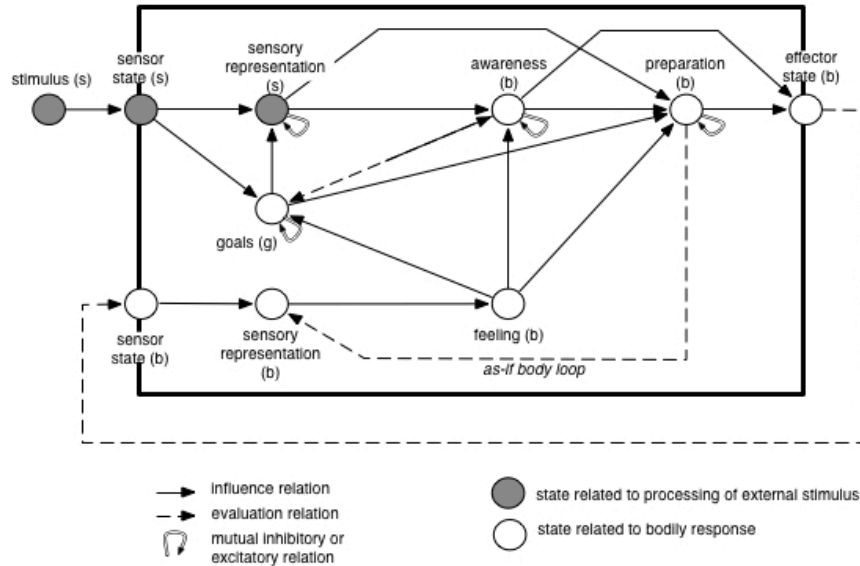 stimulus (s)
sensor
state (s)
sensory
representation
(s)
awareness
(b)
preparation
(b)
effector
state (b)
goals (g)
sensor
state (b)
sensory
representation
(b)
feeling (b)
as-if body loop
influence relation
evaluation relation
mutual inhibitory or
excitatory relation
state related to processing of external stimulus
state related to bodily response